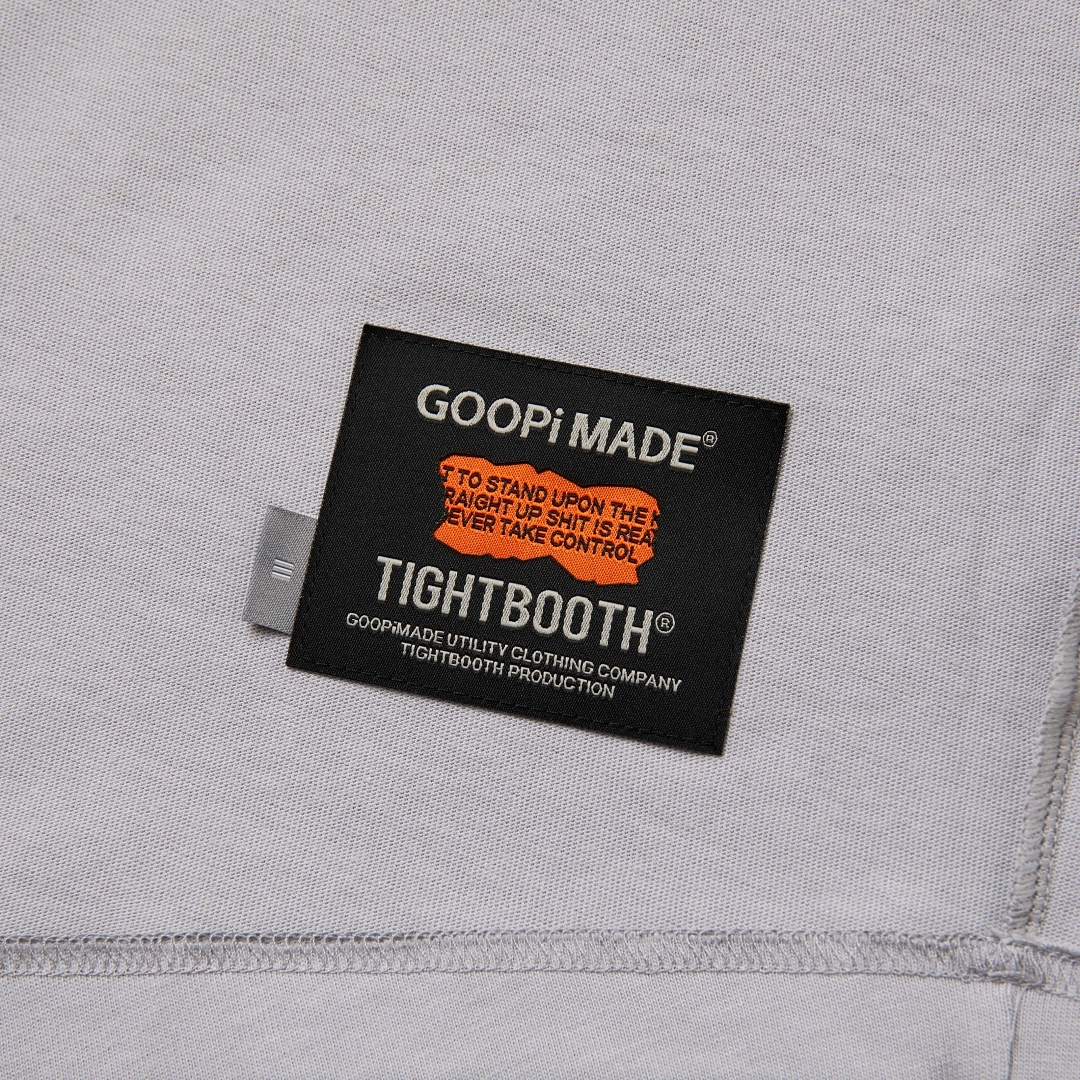 GOOPi MADE®
T TO STAND UPON THE
RAIGHT UP SHIT IS REA
EVER TAKE CONTROL
TIGHTBOOTH®
GOOPiMADE UTILITY CLOTHING COMPANY
TIGHTBOOTH PRODUCTION